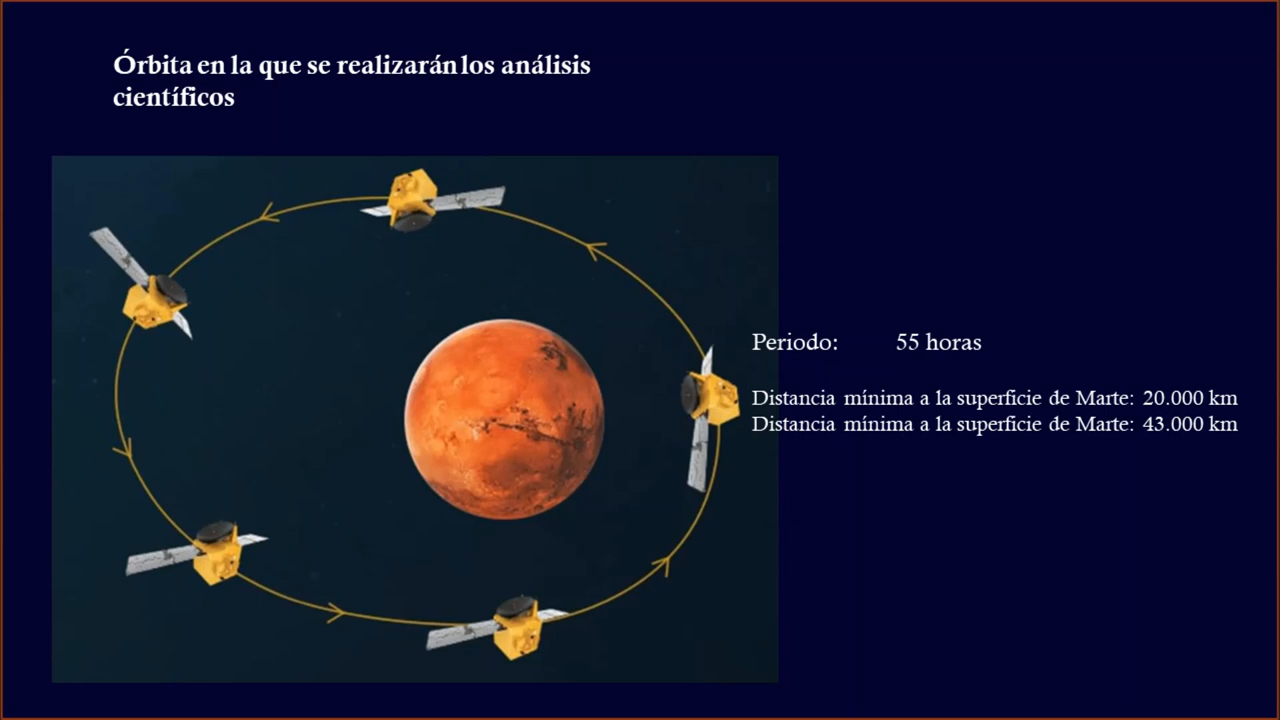 Órbita en la que se realizarán los análisis
científicos
Periodo: 55 horas
Distancia mínima a la superficie de Marte: 20.000 km
Distancia mínima a la superficie de Marte: 43.000 km